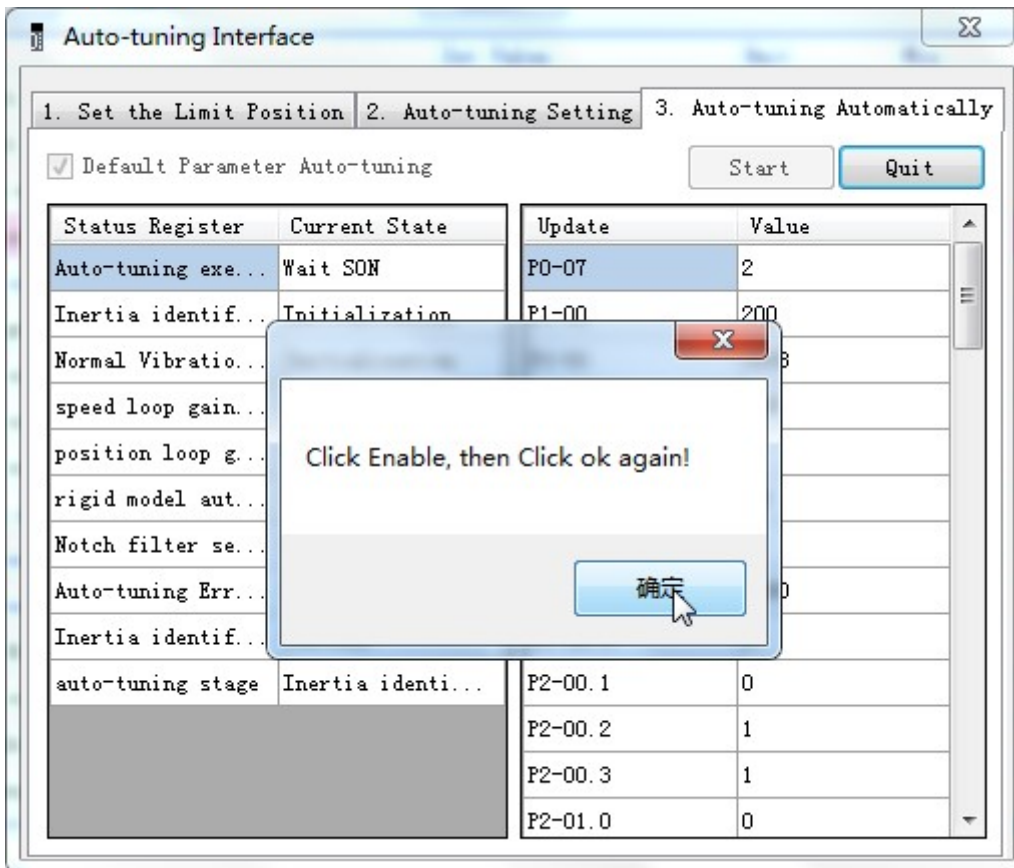 Auto-tuning Interface
1. Set the Limit Position 2. Auto-tuning Setting 3. Auto-tuning Automatically
Default Parameter Auto-tuning Start Quit
Status Register Current State Update Value
Auto-tuning exe... Wait SON P0-07 2
Inertia identif... Initialization P1-00 200
Normal Vibratio...
speed loop gain...
position loop g...
rigid model aut...
Notch filter se...
Auto-tuning Err...
Inertia identif...
Click Enable, then Click ok again!
确定
auto-tuning stage Inertia identi... P2-00.1 0
P2-00.2 1
P2-00.3 1
P2-01.0 0